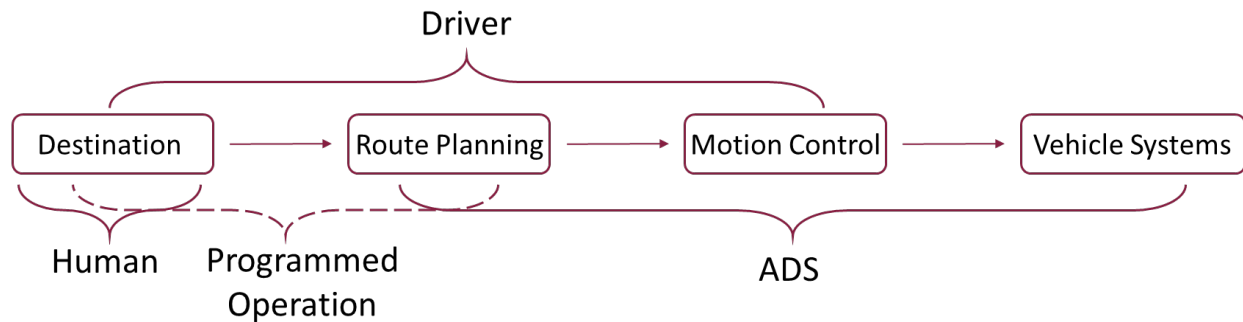 Driver
Destination
Route Planning
Motion Control
Vehicle Systems
Human
Programmed
Operation
ADS